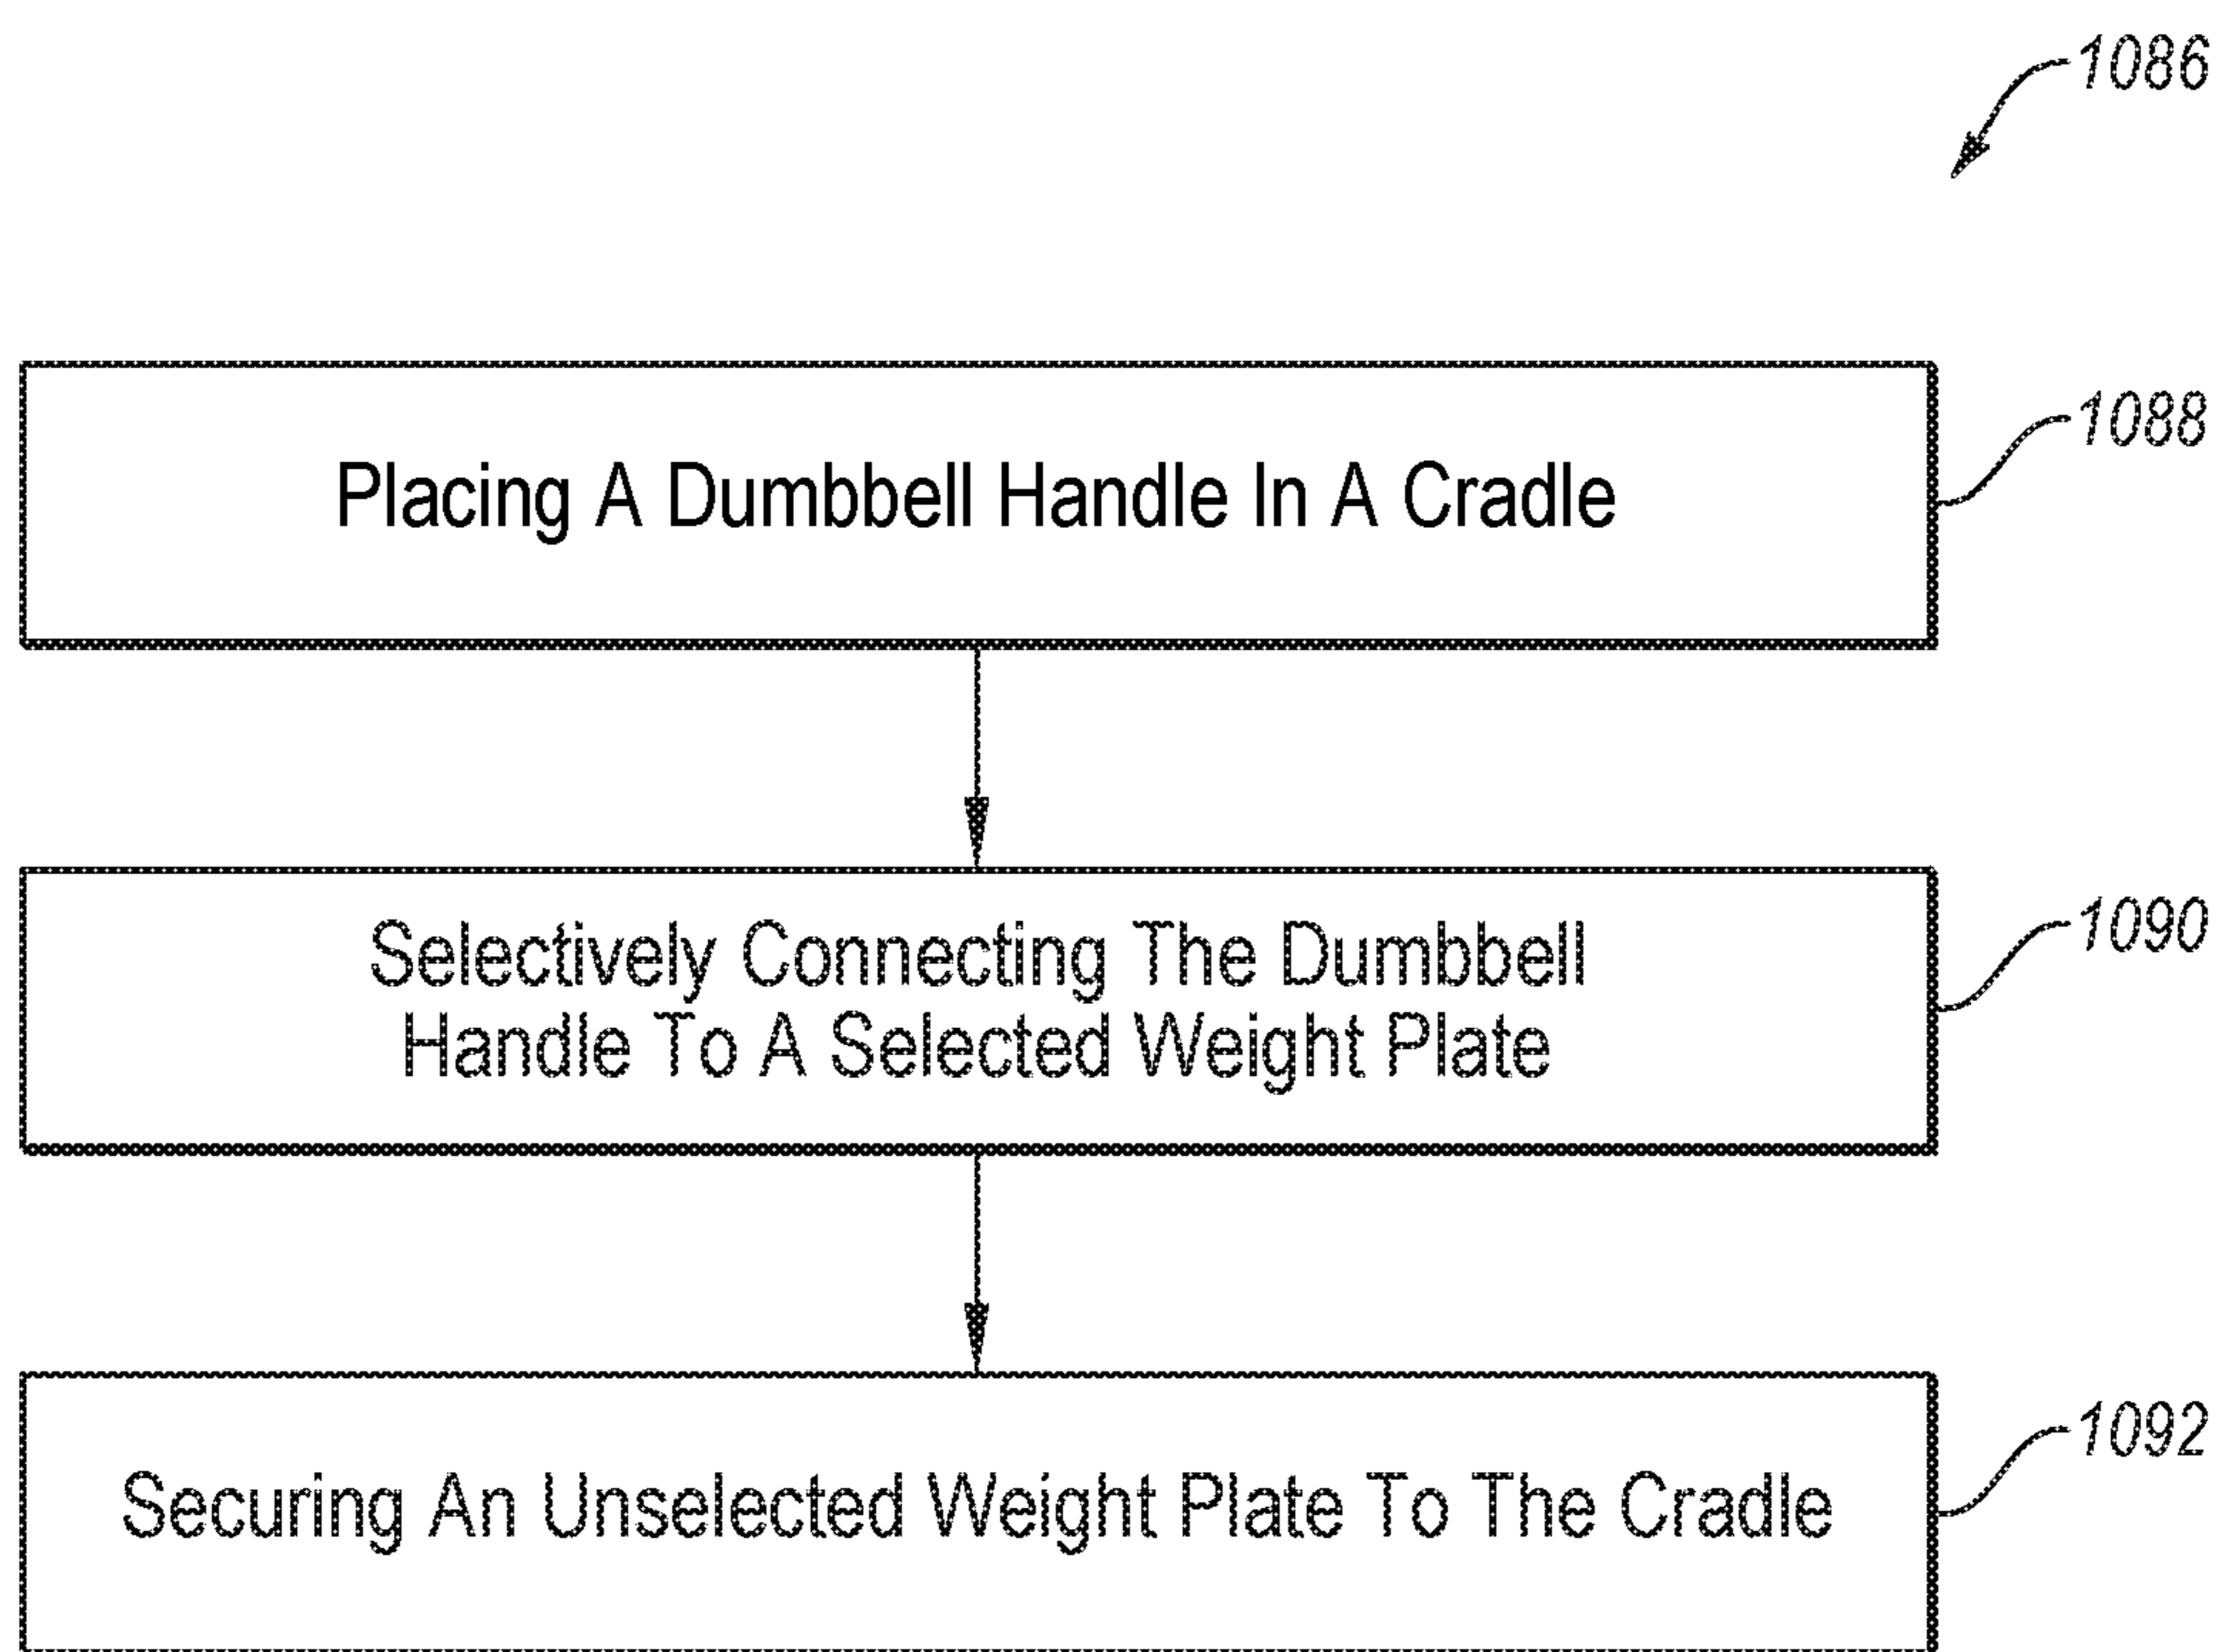 1086
Placing A Dumbbell Handle In A Cradle
1088
Selectively Connecting The Dumbbell
Handle To A Selected Weight Plate
1090
Securing An Unselected Weight Plate To The Cradle
1092